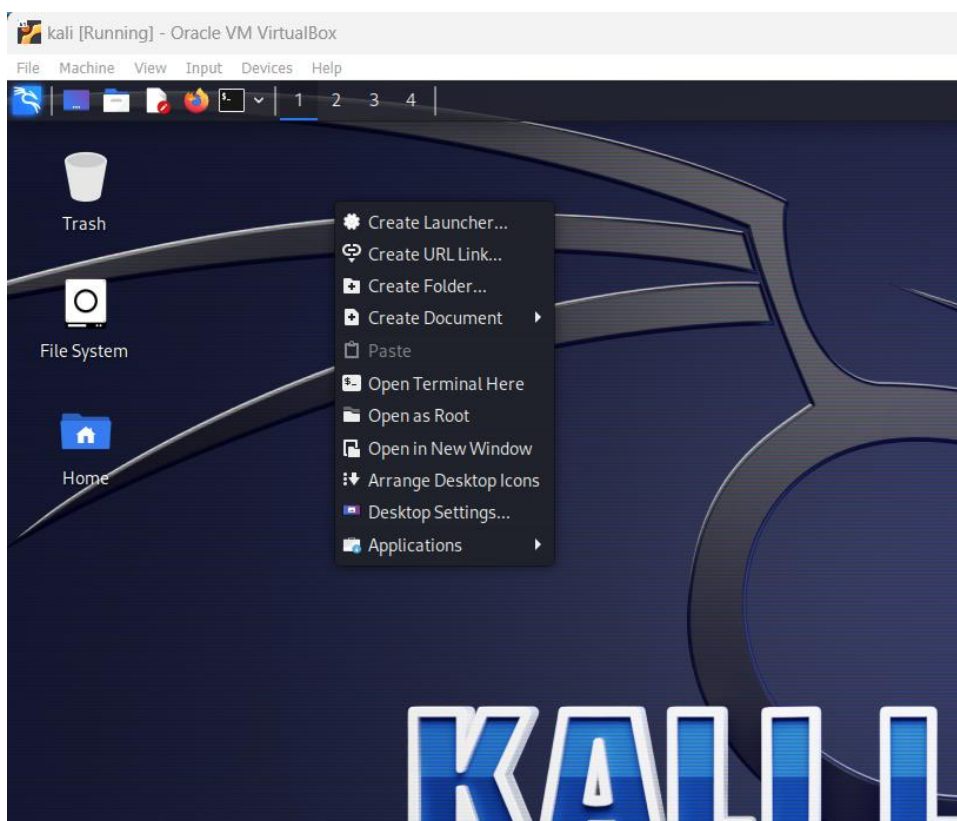 kali [Running] - Oracle VM VirtualBox
File Machine View Input Devices Help
1 2 3 4
Trash
File System
Home
Create Launcher...
Create URL Link...
Create Folder...
Create Document
Paste
Open Terminal Here
Open as Root
Open in New Window
Arrange Desktop Icons
Desktop Settings...
Applications
KALI L